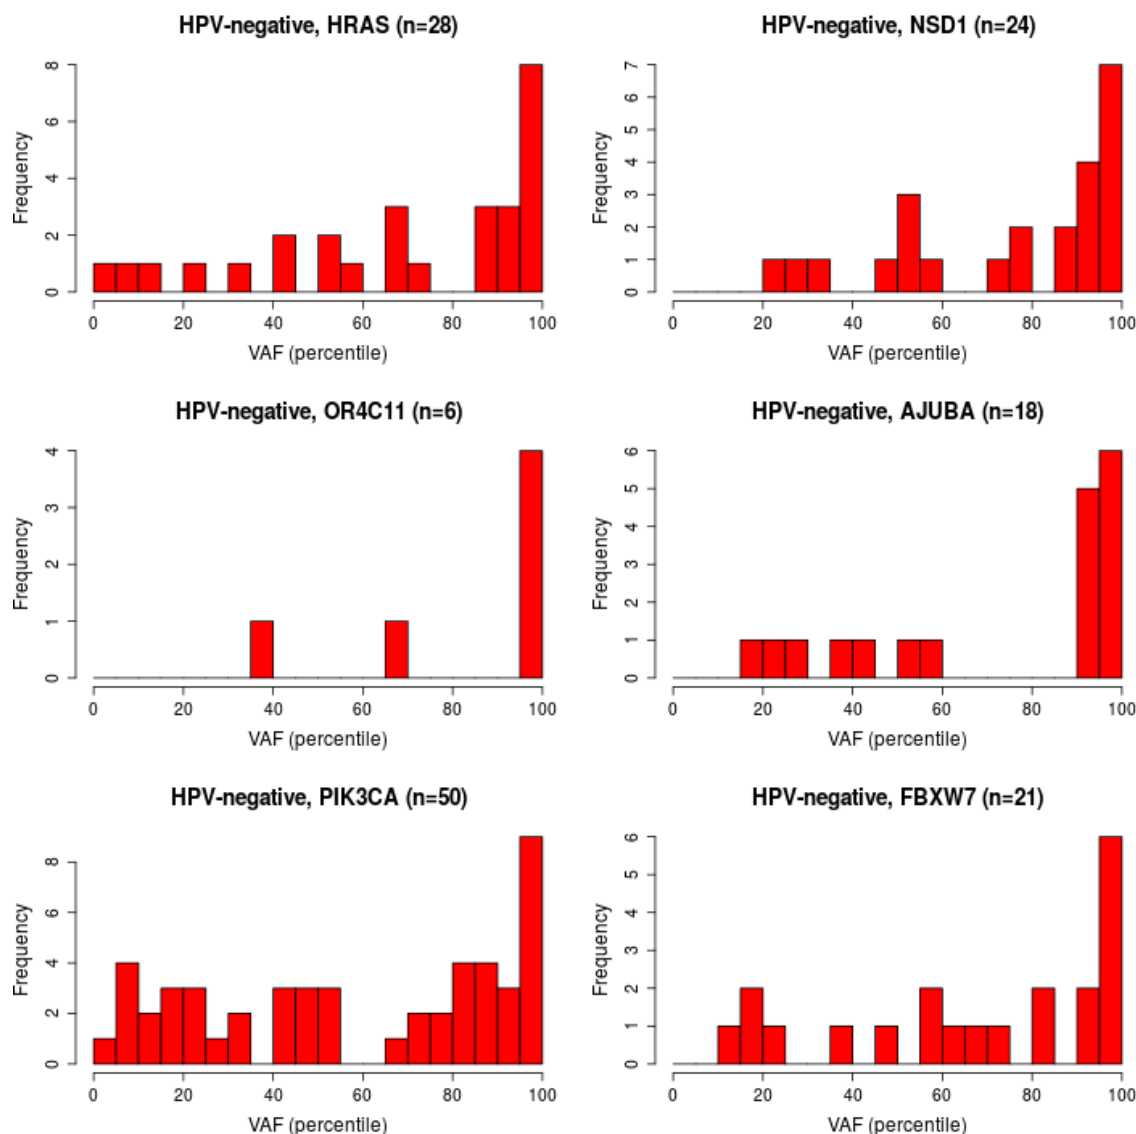 HPV-negative, HRAS (n=28)
Frequency
0 2 4 6 8
0 20 40 60 80 100
VAF (percentile)
HPV-negative, NSD1 (n=24)
Frequency
0 1 2 3 4 5 6 7
0 20 40 60 80 100
VAF (percentile)
HPV-negative, OR4C11 (n=6)
Frequency
0 1 2 3 4
0 20 40 60 80 100
VAF (percentile)
HPV-negative, AJUBA (n=18)
Frequency
0 1 2 3 4 5 6
0 20 40 60 80 100
VAF (percentile)
HPV-negative, PIK3CA (n=50)
Frequency
0 2 4 6 8
0 20 40 60 80 100
VAF (percentile)
HPV-negative, FBXW7 (n=21)
Frequency
0 1 2 3 4 5 6
0 20 40 60 80 100
VAF (percentile)